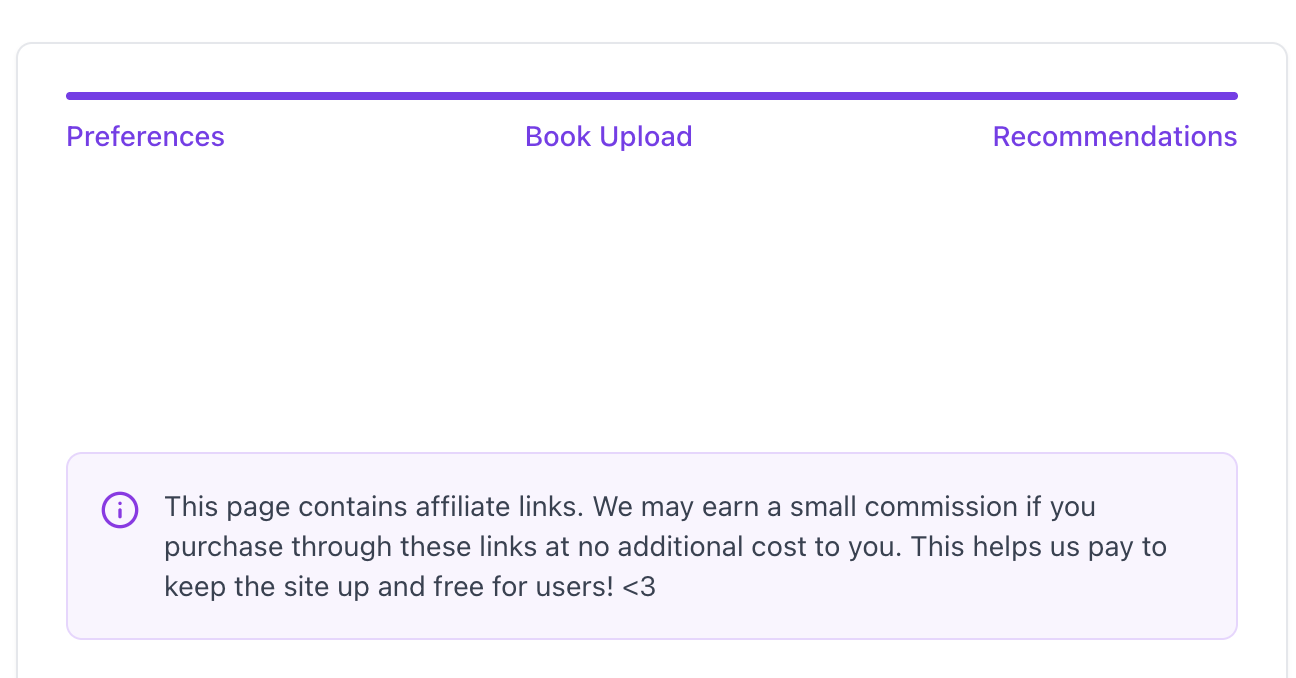 Preferences Book Upload Recommendations
This page contains affiliate links. We may earn a small commission if you
purchase through these links at no additional cost to you. This helps us pay to
keep the site up and free for users! <3